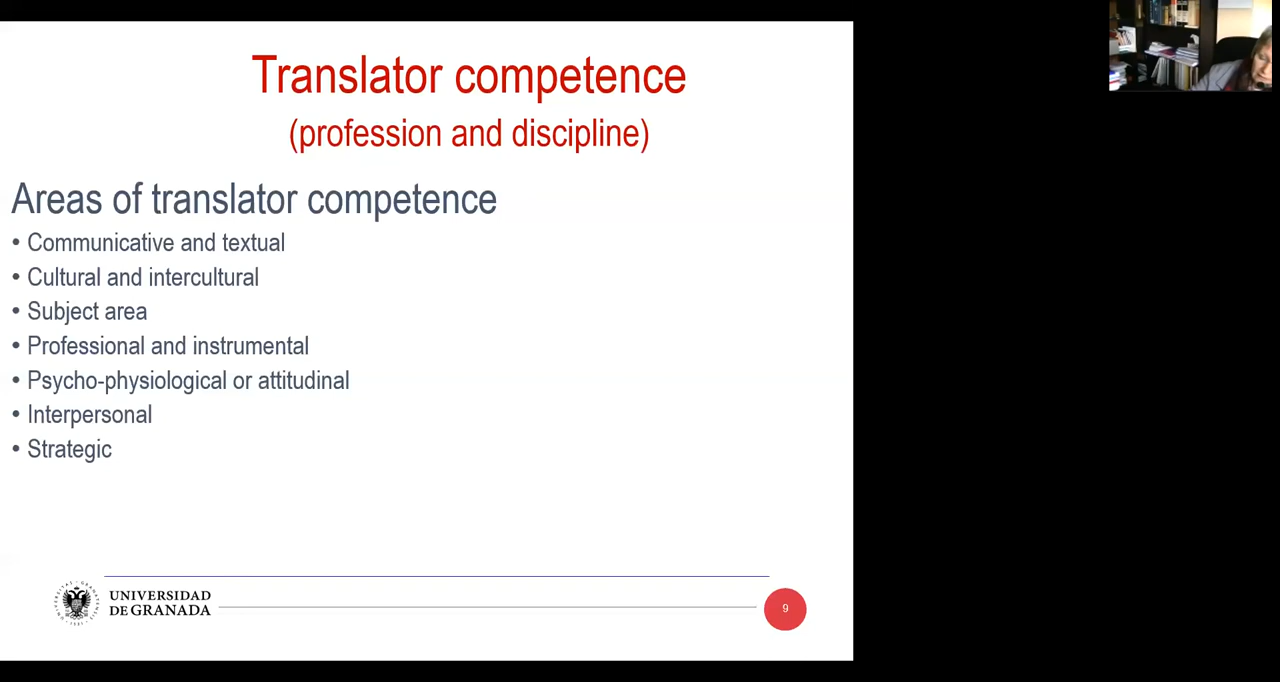 Translator competence
(profession and discipline)
Areas of translator competence
• Communicative and textual
• Cultural and intercultural
• Subject area
• Professional and instrumental
• Psycho-physiological or attitudinal
• Interpersonal
• Strategic
UNIVERSIDAD
DE GRANADA
9